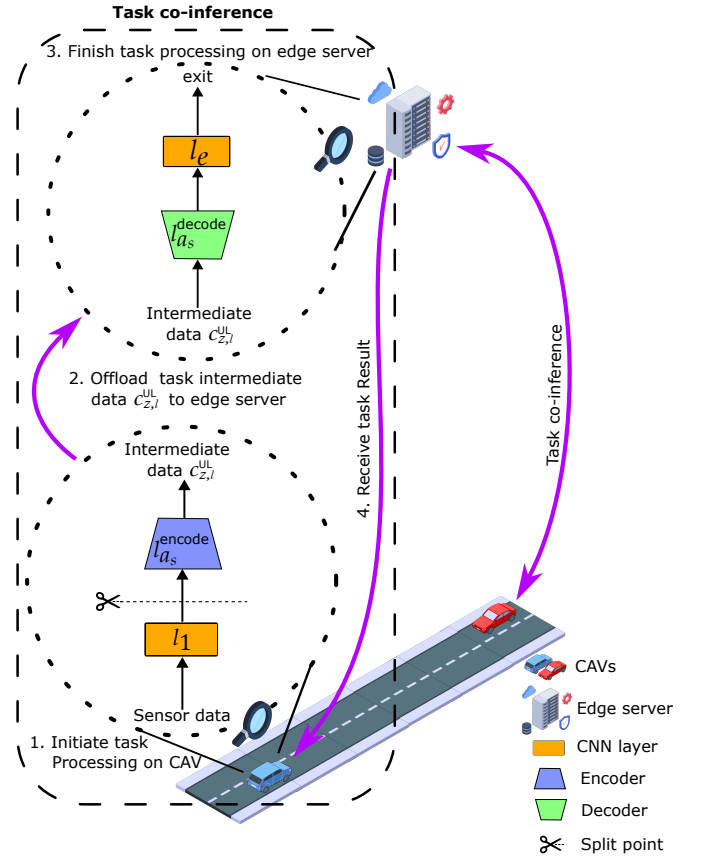 Task co-inference
3. Finish task processing on edge server
exit
l_e
l_{a_s}^{decode}
Intermediate
data c_{z,l}^{UL}
2. Offload task intermediate
data c_{z,l}^{UL} to edge server
Intermediate
data c_{z,l}^{UL}
l_{a_s}^{encode}
l_1
Sensor data
1. Initiate task
Processing on CAV
4. Receive task Result
Task co-inference
CAVs
Edge server
CNN layer
Encoder
Decoder
Split point